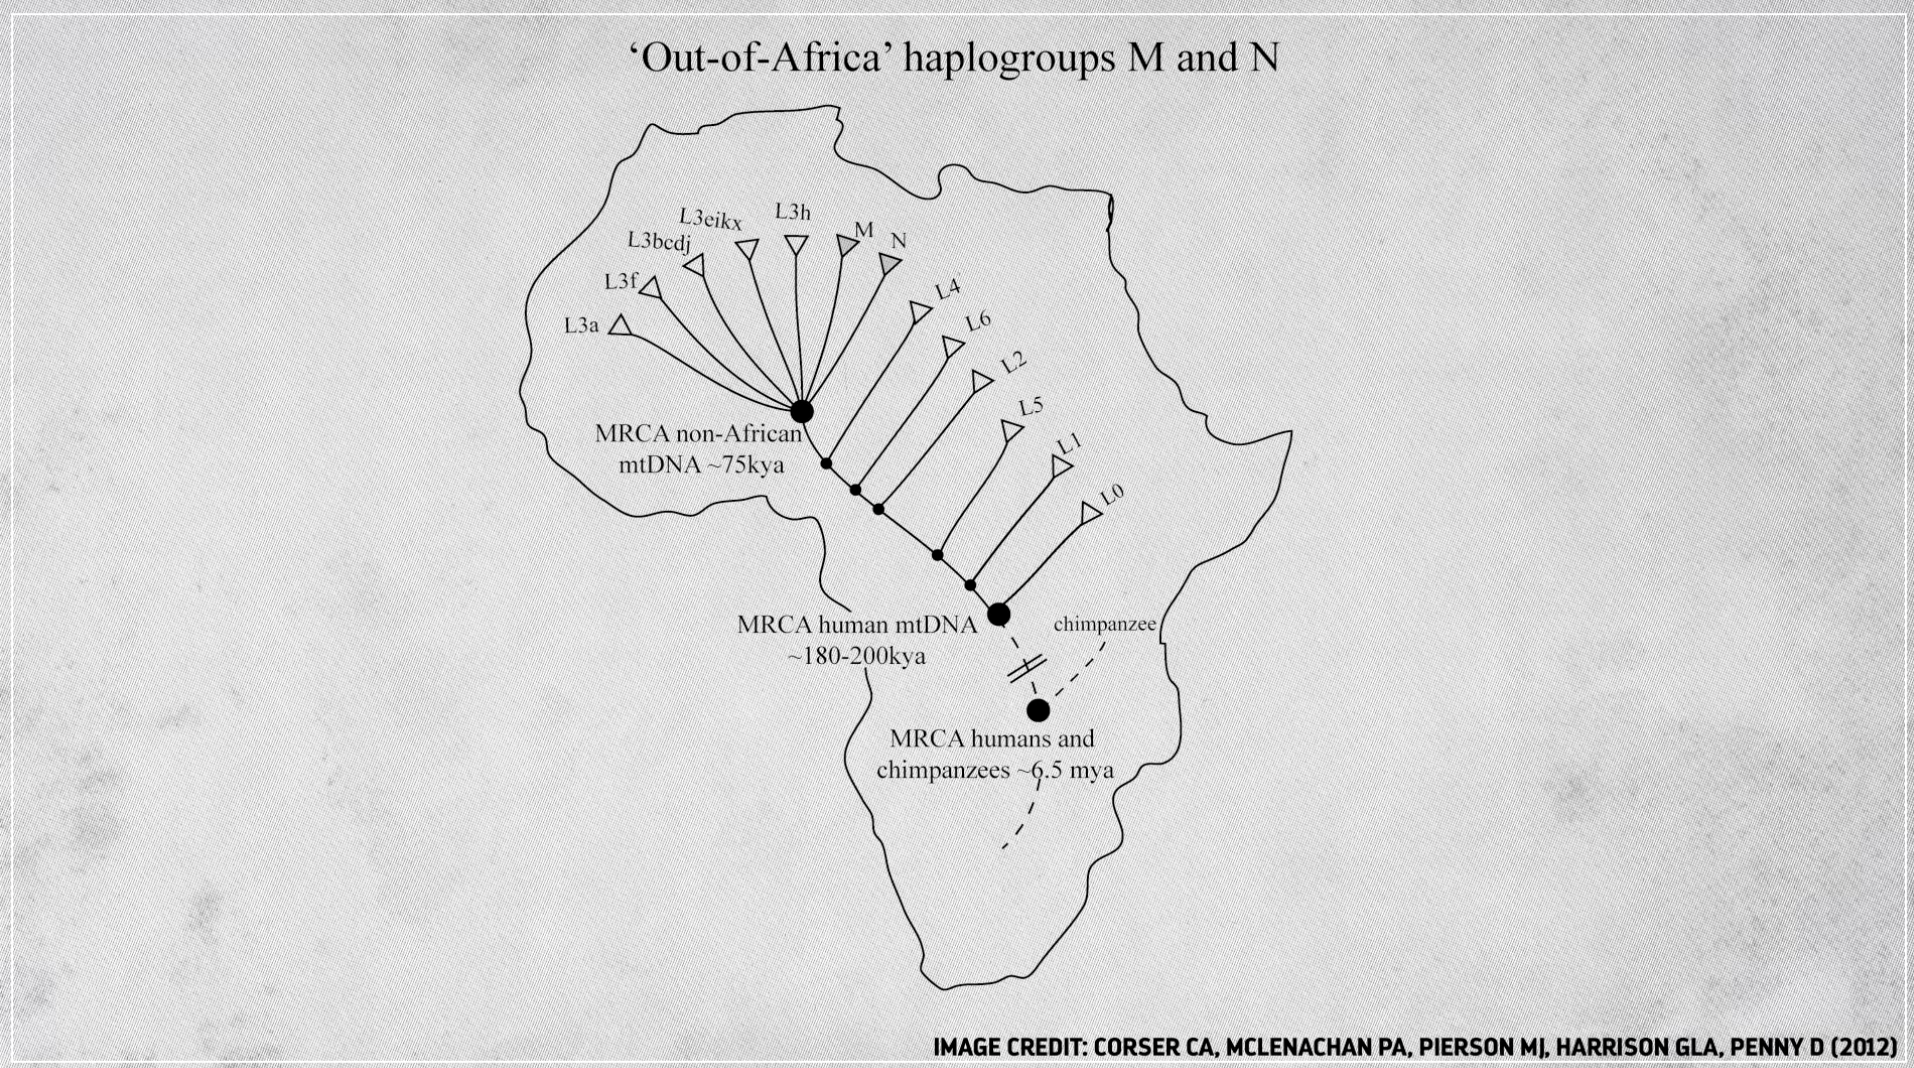 ‘Out-of-Africa’ haplogroups M and N
L3a
L3f
L3bcdj
L3eikx
L3h
M
N
L4
L6
L2
L5
L1
L0
MRCA non-African
mtDNA ~75kya
MRCA human mtDNA
~180-200kya
chimpanzee
MRCA humans and
chimpanzees ~6.5 mya
IMAGE CREDIT: CORSER CA, MCLENACHAN PA, PIERSON MJ, HARRISON GLA, PENNY D (2012)